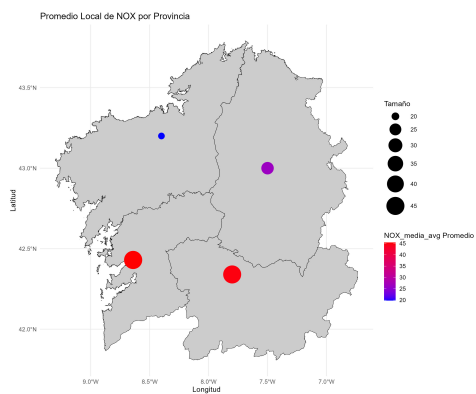 Promedio Local de NOX por Provincia
43.5°N
43.0°N
42.5°N
42.0°N
Latitud
9.0°W 8.5°W 8.0°W 7.5°W 7.0°W
Longitud
Tamaño
20
25
30
35
40
45
NOX_media_avg Promedio
45
40
35
30
25
20